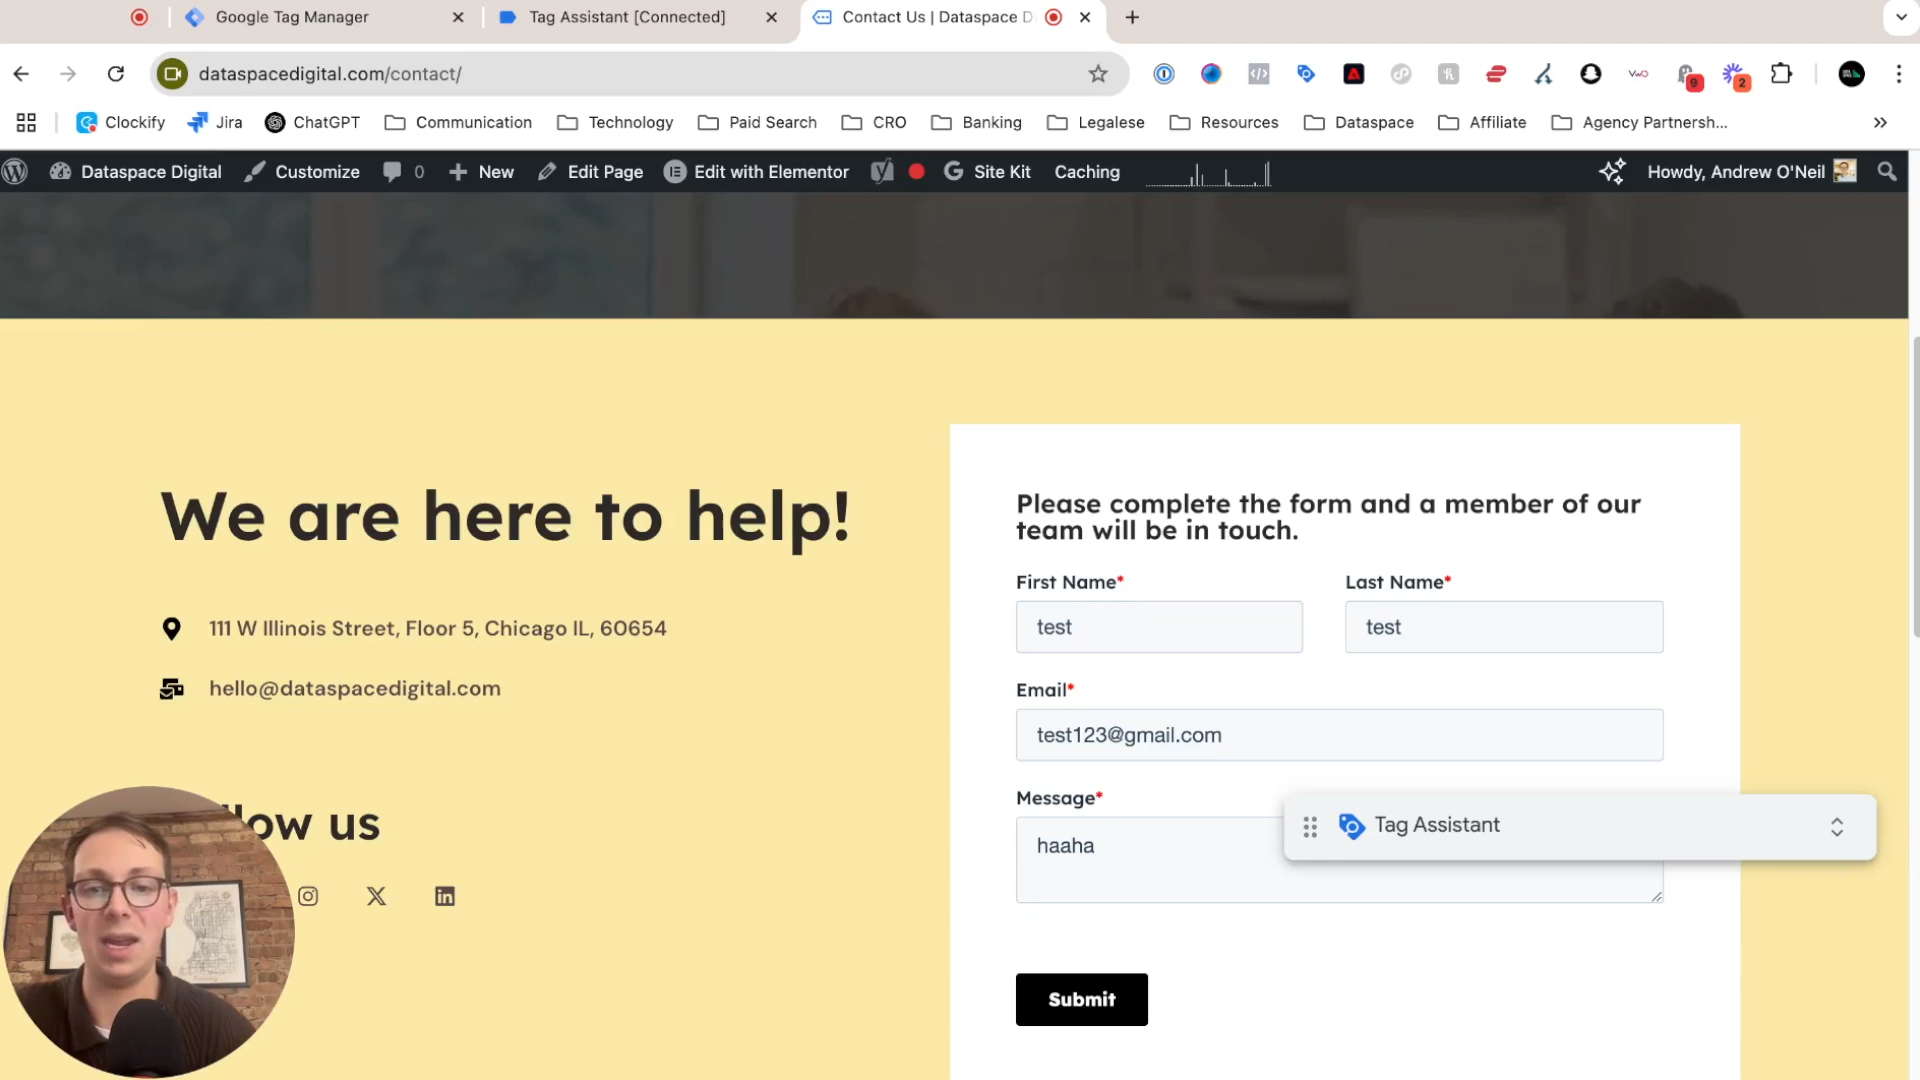 Google Tag Manager
Tag Assistant [Connected]
Contact Us | Dataspace D
dataspacedigital.com/contact/
VWO
9
2
Clockify
Jira
ChatGPT
Communication
Technology
Paid Search
CRO
Banking
Legalese
Resources
Dataspace
Affiliate
Agency Partnersh...
Dataspace Digital
Customize
0
New
Edit Page
Edit with Elementor
Site Kit
Caching
Howdy, Andrew O'Neil
We are here to help!
111 W Illinois Street, Floor 5, Chicago IL, 60654
hello@dataspacedigital.com
llow us
Please complete the form and a member of our
team will be in touch.
First Name*
Last Name*
test
test
Email*
test123@gmail.com
Message*
haaha
Tag Assistant
Submit